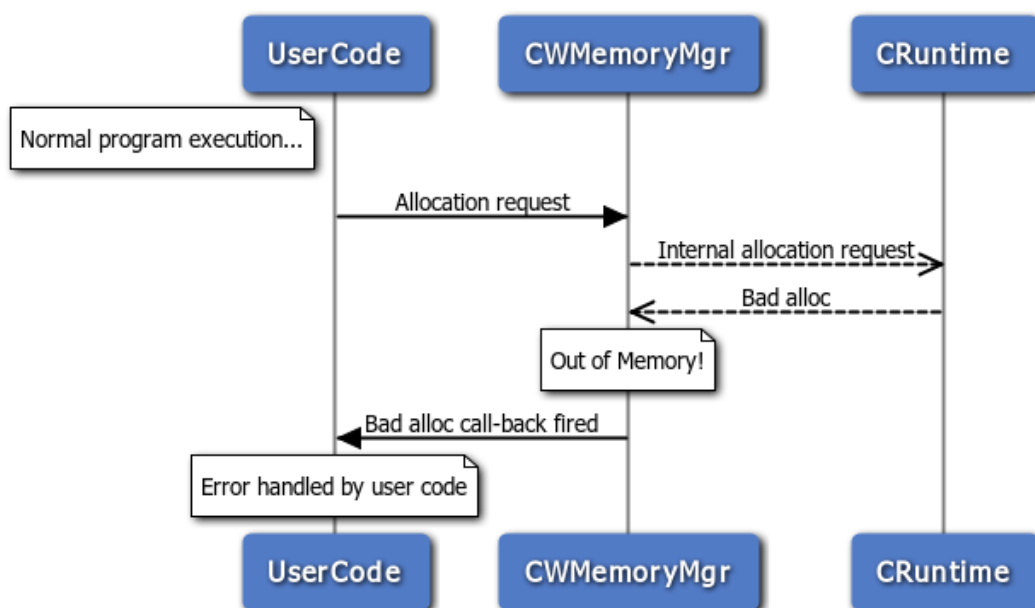 UserCode
CWMemoryMgr
CRuntime
Normal program execution...
Allocation request
Internal allocation request
Bad alloc
Out of Memory!
Bad alloc call-back fired
Error handled by user code
UserCode
CWMemoryMgr
CRuntime